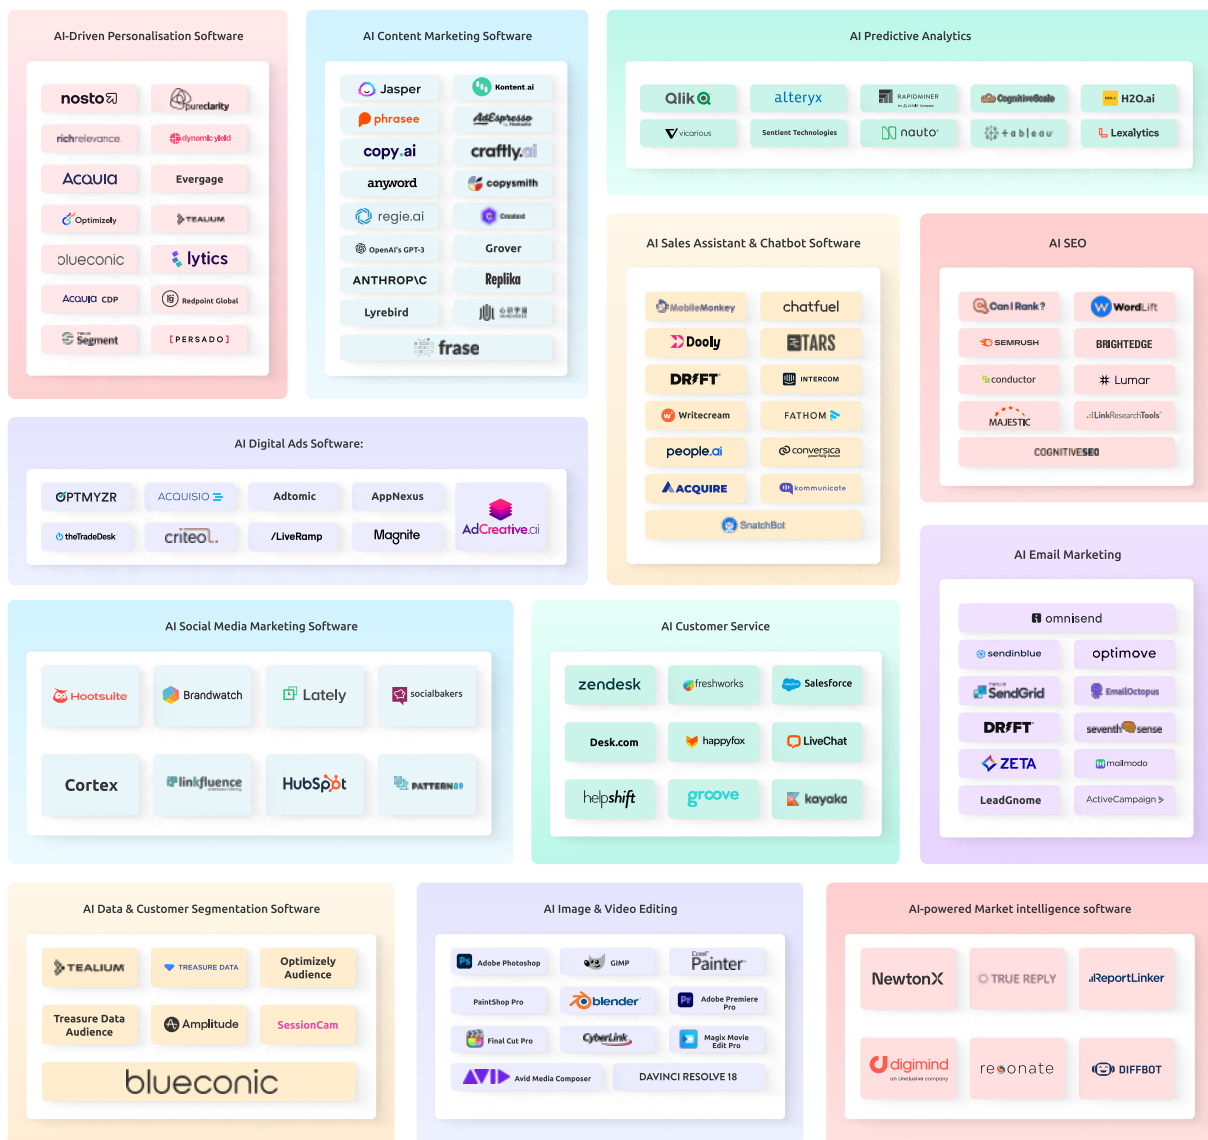 AI-Driven Personalisation Software
nosto
pureclarity
richrelevance.
dynamic yield
ACQUIA
Evergage
Optimizely
TEALIUM
blueconic
lytics
ACQUIA CDP
Redpoint Global
Segment
[PERSADO]
AI Content Marketing Software
Jasper
Kontent.ai
phrasee
AdEspresso
copy.ai
craftly.ai
anyword
copysmith
regie.ai
Creatext
OpenAI's GPT-3
Grover
ANTHROP\C
Replika
Lyrebird
frase
AI Predictive Analytics
Qlik
alteryx
RAPIDMINER
CognitiveScale
H2O.ai
vicarious
Sentient Technologies
nauto
+ableau
Lexalytics
AI Sales Assistant & Chatbot Software
MobileMonkey
chatfuel
Dooly
TARS
DRIFT
INTERCOM
Writecream
FATHOM
people.ai
conversica
ACQUIRE
kommunicate
SnatchBot
AI SEO
Can I Rank?
WordLift
SEMRUSH
BRIGHTEDGE
conductor
Lumar
MAJESTIC
LinkResearchTools
COGNITIVESEO
AI Digital Ads Software:
OPTMYZR
ACQUISIO
Adtomic
AppNexus
AdCreative.ai
theTradeDesk
criteol.
/LiveRamp
Magnite
AI Email Marketing
omnisend
sendinblue
optimove
SendGrid
EmailOctopus
DRIFT
seventh sense
ZETA
mailmodo
LeadGnome
ActiveCampaign >
AI Social Media Marketing Software
Hootsuite
Brandwatch
Lately
socialbakers
Cortex
linkfluence
HubSpot
PATTERN89
AI Customer Service
zendesk
freshworks
Salesforce
Desk.com
happyfox
LiveChat
helpshift
groove
kayako
AI Data & Customer Segmentation Software
TEALIUM
TREASURE DATA
Optimizely
Audience
Treasure Data
Audience
Amplitude
SessionCam
blueconic
AI Image & Video Editing
Ps Adobe Photoshop
GIMP
Corel
Painter
PaintShop Pro
blender
Pr Adobe Premiere
Pro
Final Cut Pro
CyberLink
Magix Movie
Edit Pro
AVID Avid Media Composer
DAVINCI RESOLVE 18
AI-powered Market intelligence software
NewtonX
TRUE REPLY
ReportLinker
digimind
an Onclusive company
resonate
DIFFBOT